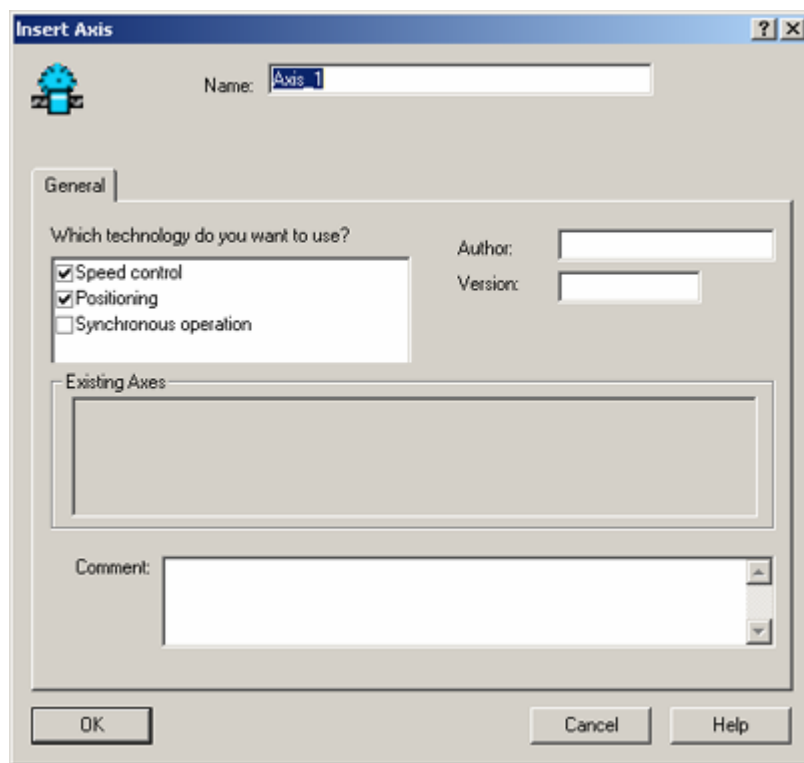 Insert Axis
Name: Axis_1
General
Which technology do you want to use?
Speed control
Positioning
Synchronous operation
Author:
Version:
Existing Axes
Comment:
OK Cancel Help